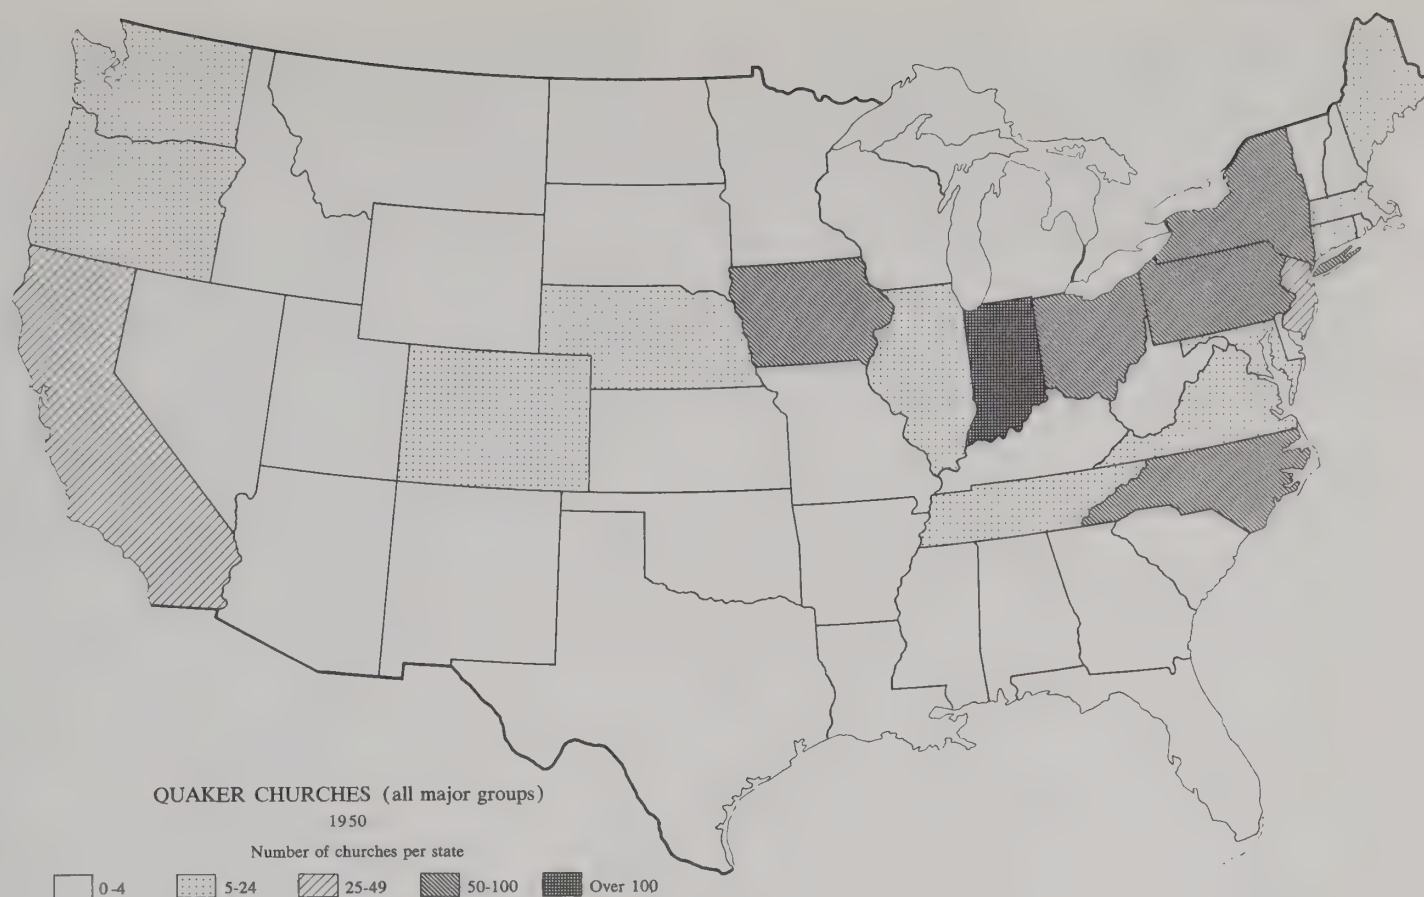 QUAKER CHURCHES (all major groups)
1950
Number of churches per state
0-4 5-24 25-49 50-100 Over 100